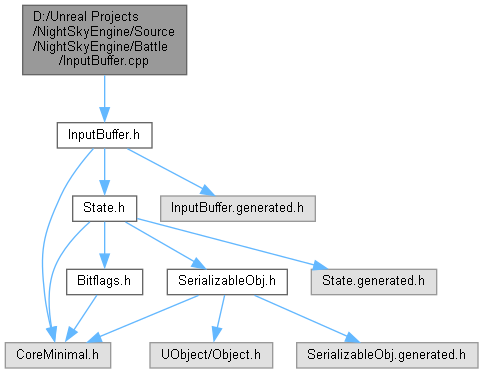 D:/Unreal Projects
/NightSkyEngine/Source
/NightSkyEngine/Battle
/InputBuffer.cpp
InputBuffer.h
State.h
InputBuffer.generated.h
Bitflags.h
SerializableObj.h
State.generated.h
CoreMinimal.h
UObject/Object.h
SerializableObj.generated.h